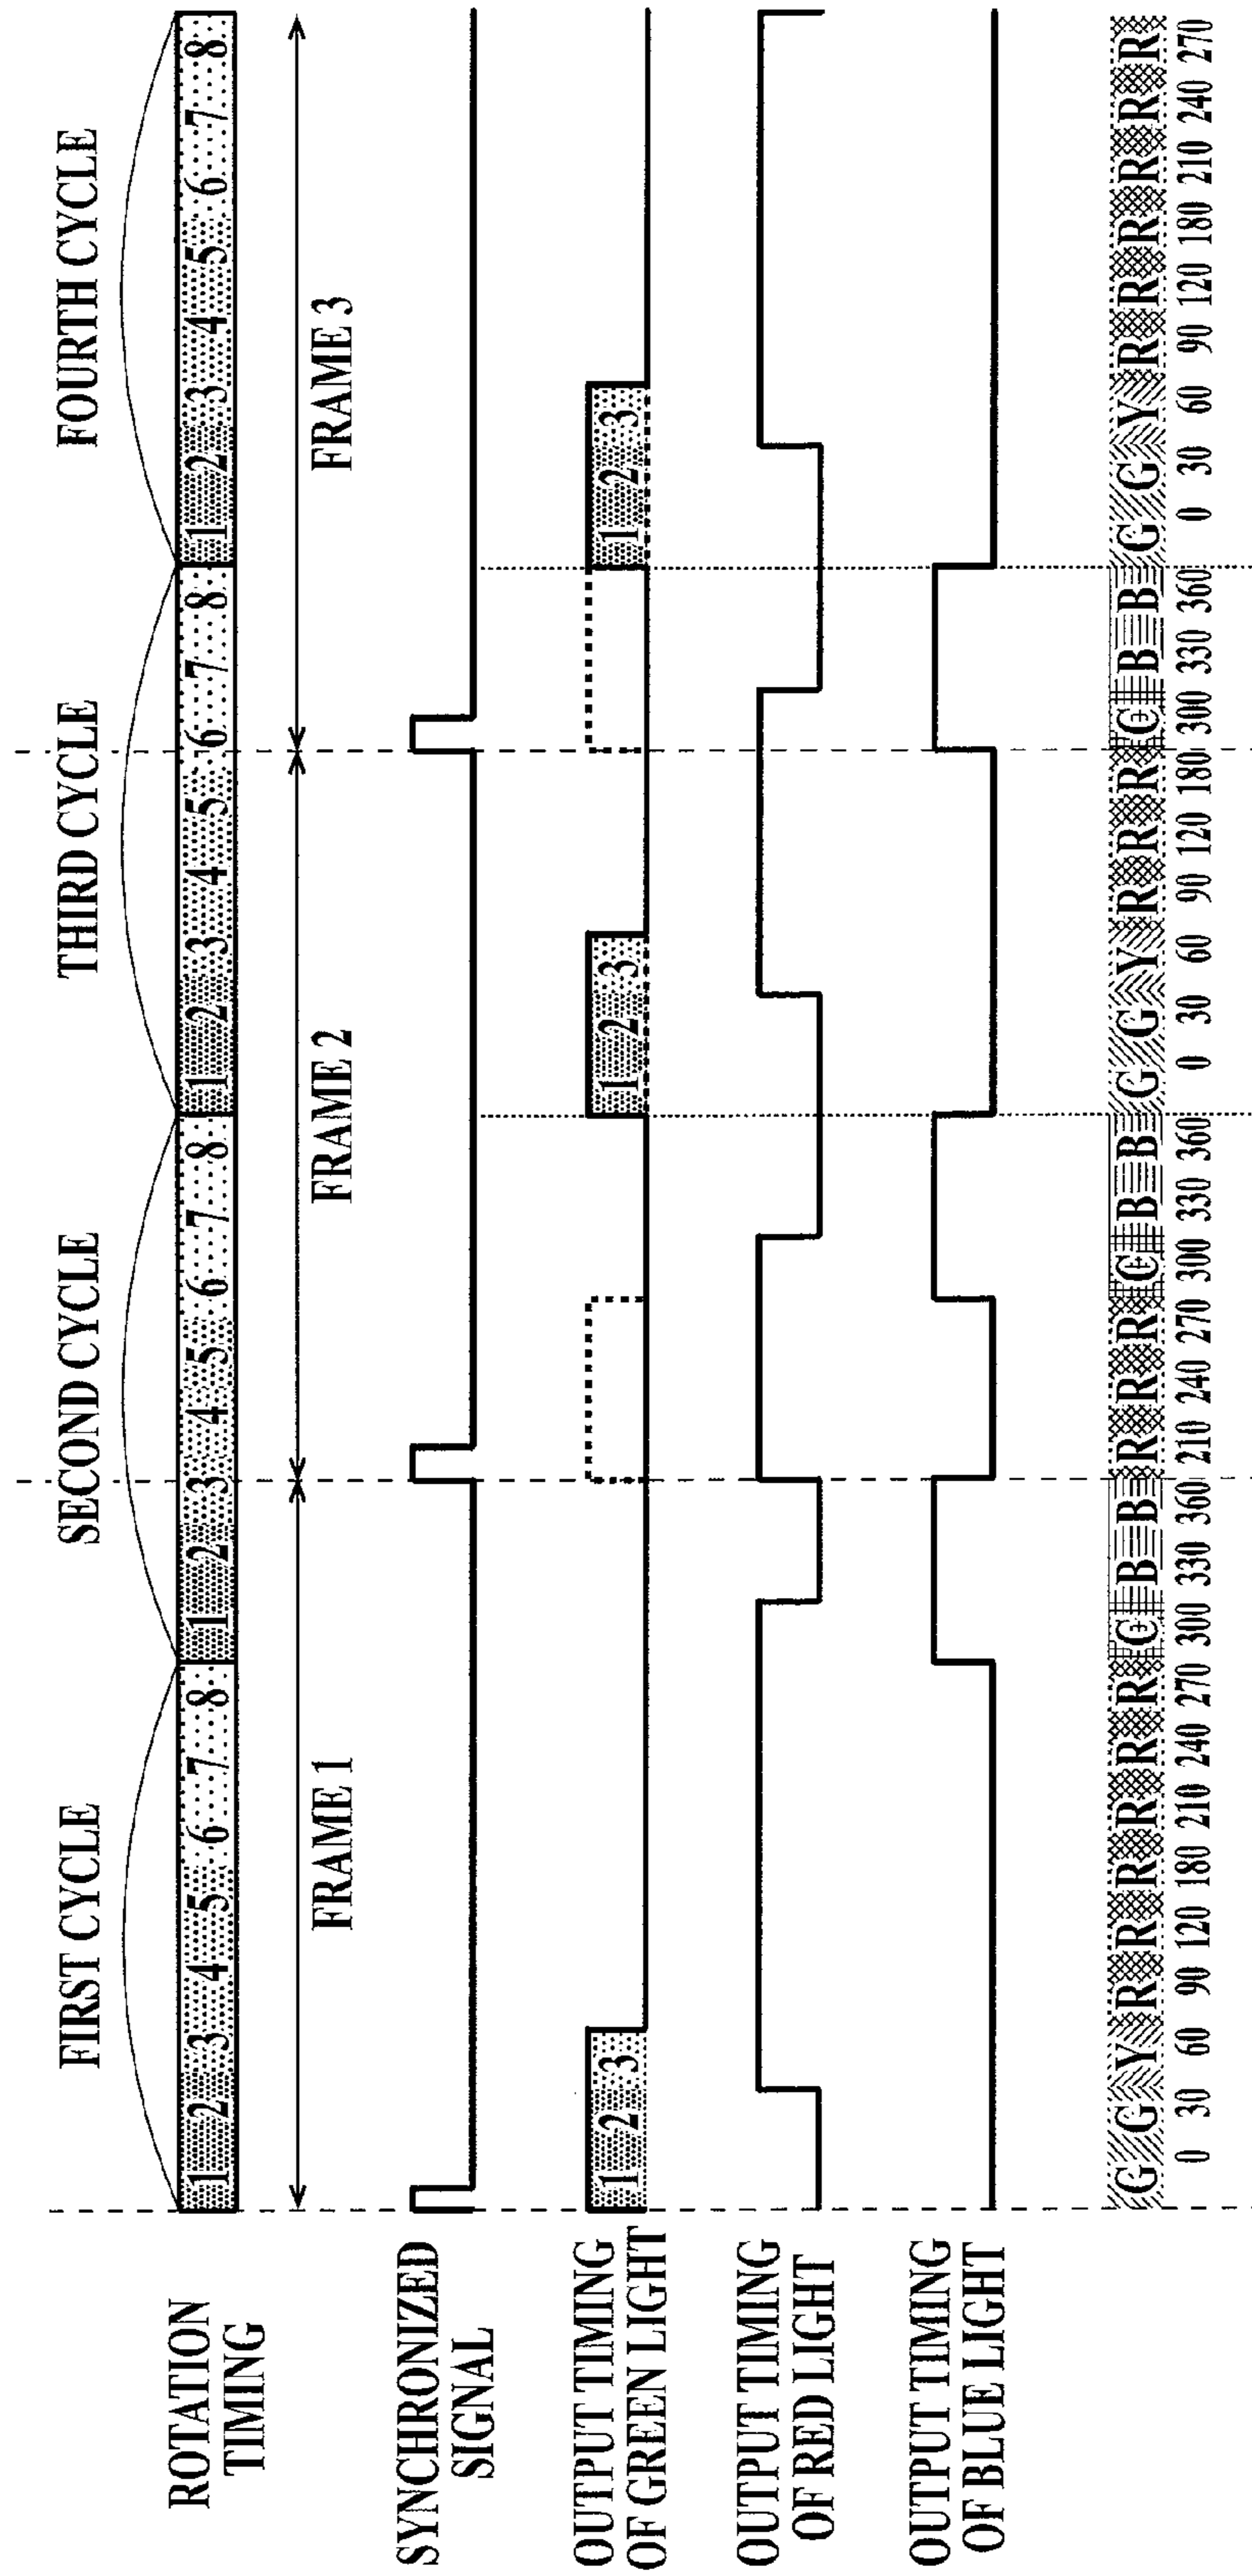 FIRST CYCLE SECOND CYCLE THIRD CYCLE FOURTH CYCLE
ROTATION TIMING
1 2 3 4 5 6 7 8 1 2 3 4 5 6 7 8 1 2 3 4 5 6 7 8 1 2 3 4 5 6 7 8
FRAME 1 FRAME 2 FRAME 3
SYNCHRONIZED
SIGNAL
OUTPUT TIMING
OF GREEN LIGHT
1 2 3 1 2 3 1 2 3
OUTPUT TIMING
OF RED LIGHT
OUTPUT TIMING
OF BLUE LIGHT
G G Y R R R R R R C B B R R R C B B G G Y R R R C B B G G Y R R R R R R
0 30 60 90 120 180 210 240 270 300 330 360 210 240 270 300 330 360 0 30 60 90 120 180 300 330 360 0 30 60 90 120 180 210 240 270